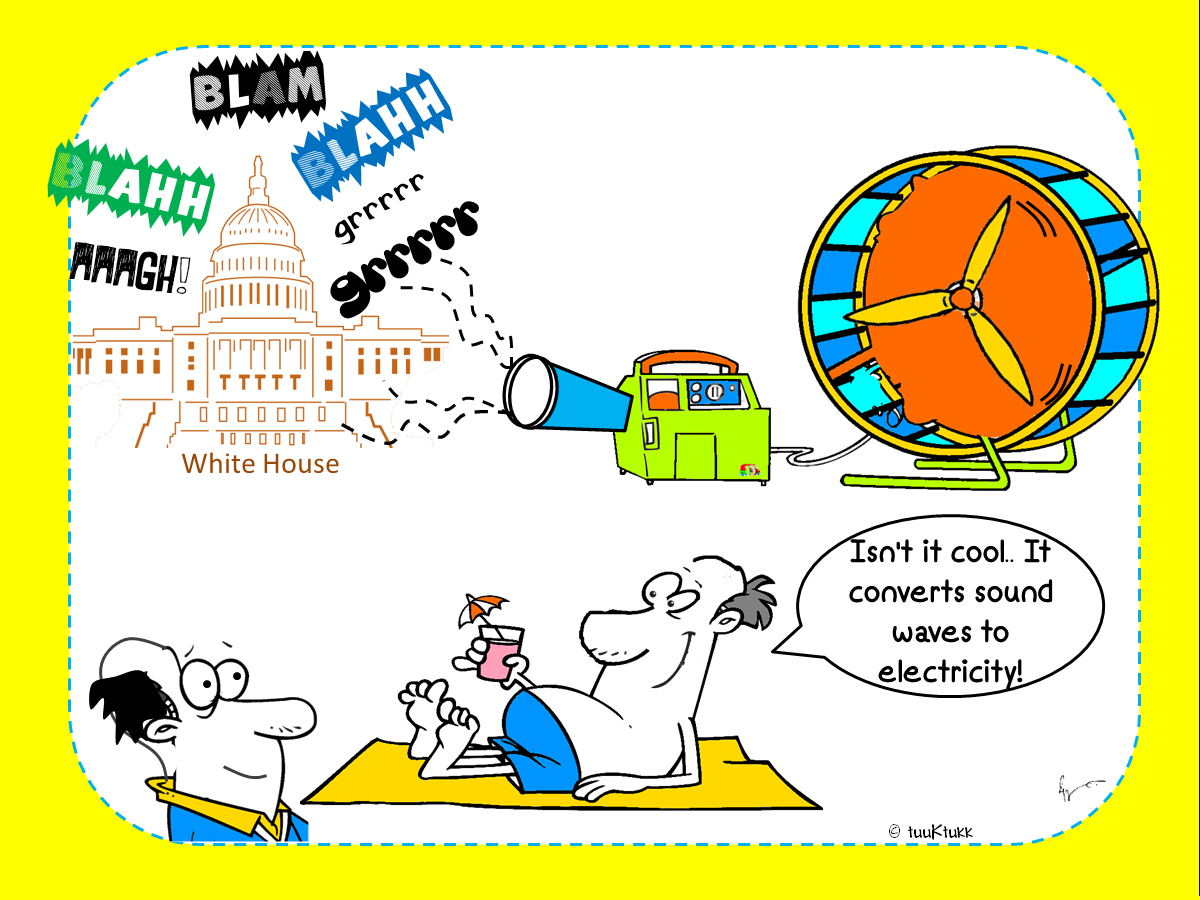 BLAM
BLAHH
BLAHH
grrrrr
AAAGH!
grrrrr
White House
Isn't it cool.. It
converts sound
waves to
electricity!
© tuuKtukk